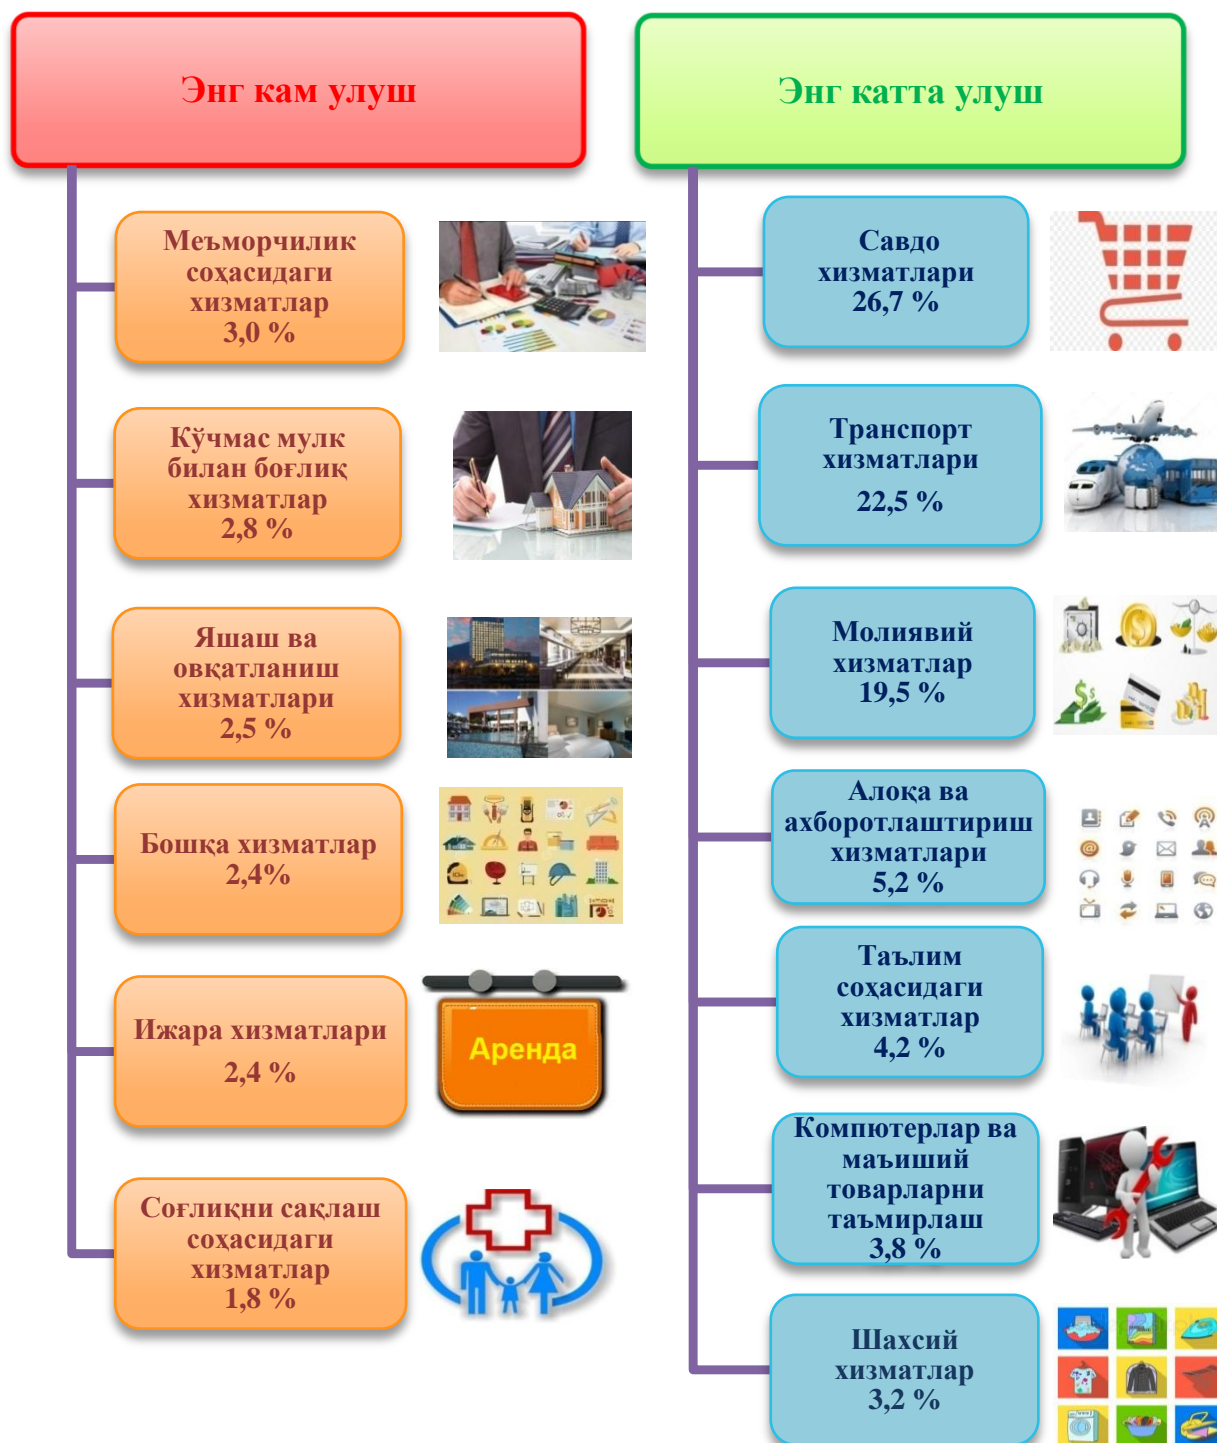 Энг кам улуш
Меъморчилик
соҳасидаги
хизматлар
3,0 %
Кўчмас мулк
билан боғлиқ
хизматлар
2,8 %
Яшаш ва
овқатланиш
хизматлари
2,5 %
Бошқа хизматлар
2,4%
Ижара хизматлари
2,4 %
Аренда
Соғлиқни сақлаш
соҳасидаги
хизматлар
1,8 %
Энг катта улуш
Савдо
хизматлари
26,7 %
Транспорт
хизматлари
22,5 %
Молиявий
хизматлар
19,5 %
Алоқа ва
ахборотлаштириш
хизматлари
5,2 %
Таълим
соҳасидаги
хизматлар
4,2 %
Компютерлар ва
маъиший
товарларни
таъмирлаш
3,8 %
Шахсий
хизматлар
3,2 %